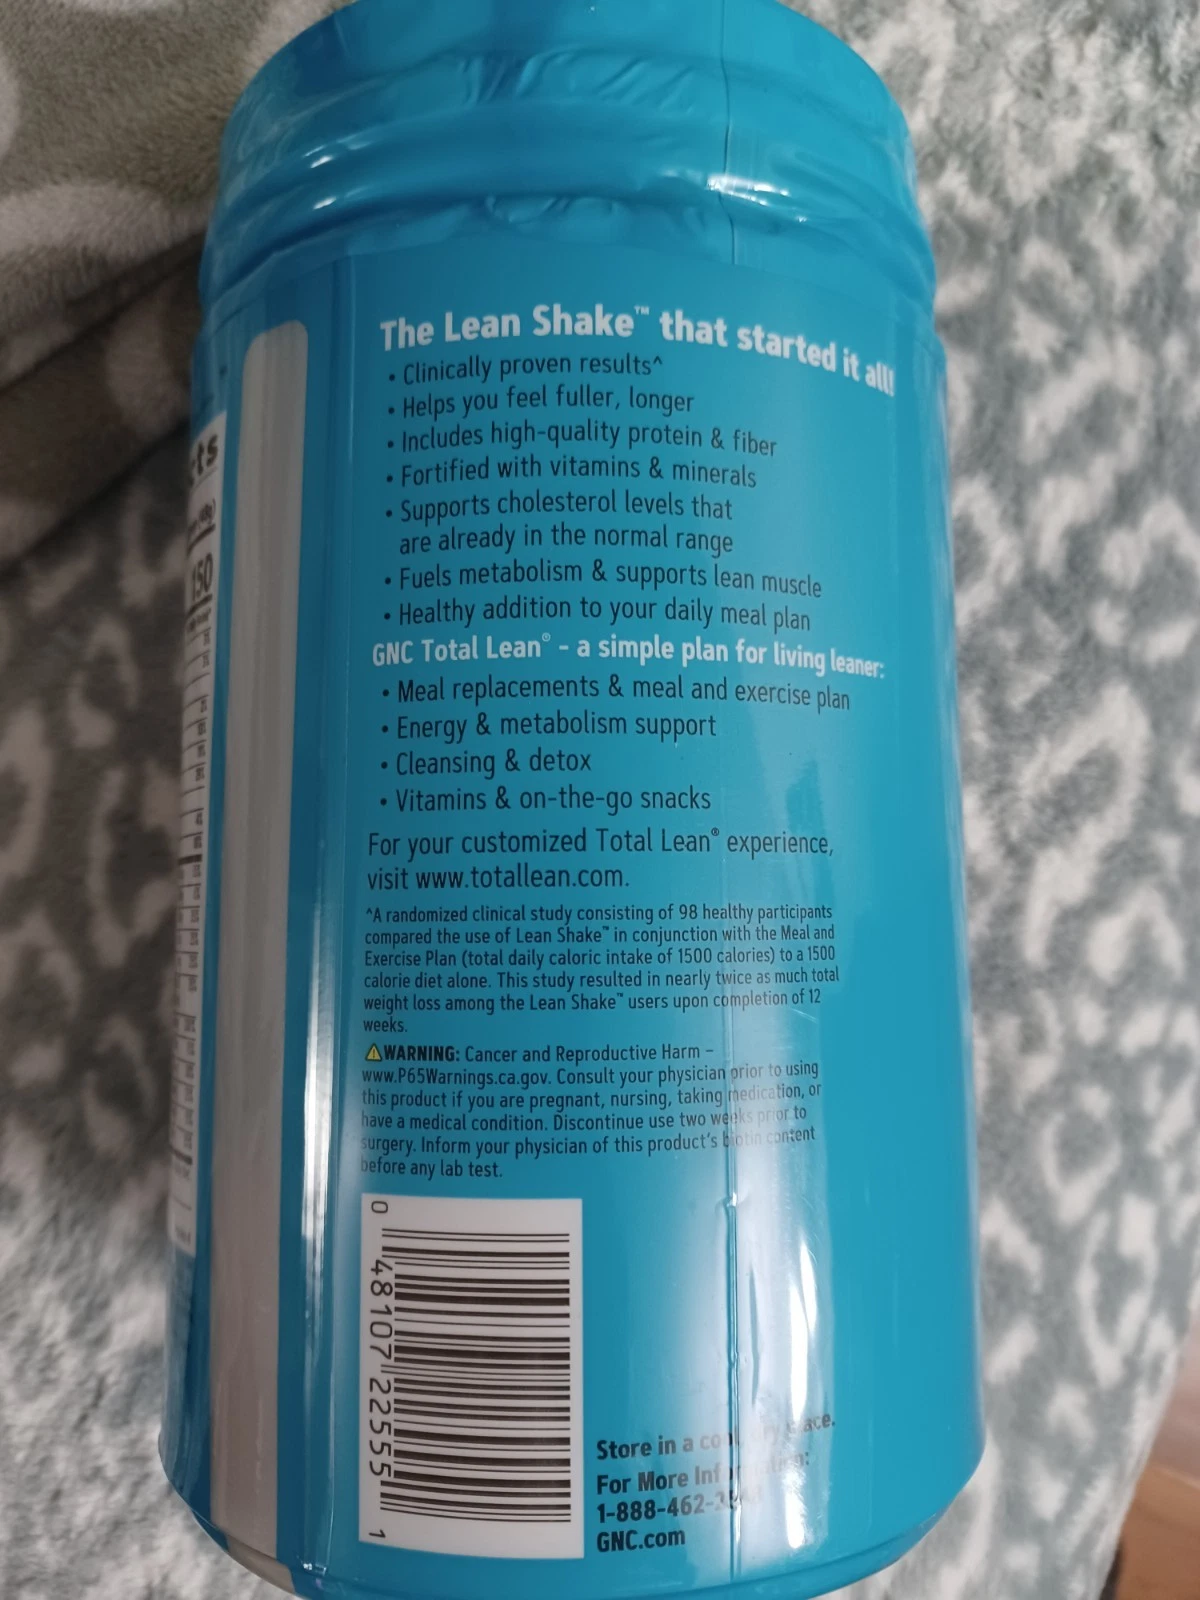 The Lean Shake™ that started it all!
• Clinically proven results^
• Helps you feel fuller, longer
• Includes high-quality protein & fiber
• Fortified with vitamins & minerals
• Supports cholesterol levels that
are already in the normal range
• Fuels metabolism & supports lean muscle
• Healthy addition to your daily meal plan
GNC Total Lean® - a simple plan for living leaner:
• Meal replacements & meal and exercise plan
• Energy & metabolism support
• Cleansing & detox
• Vitamins & on-the-go snacks
For your customized Total Lean® experience,
visit www.totallean.com.
^A randomized clinical study consisting of 98 healthy participants
compared the use of Lean Shake™ in conjunction with the Meal and
Exercise Plan (total daily caloric intake of 1500 calories) to a 1500
calorie diet alone. This study resulted in nearly twice as much total
weight loss among the Lean Shake™ users upon completion of 12
weeks.
⚠WARNING: Cancer and Reproductive Harm –
www.P65Warnings.ca.gov. Consult your physician prior to using
this product if you are pregnant, nursing, taking medication, or
have a medical condition. Discontinue use two weeks prior to
surgery. Inform your physician of this product's biotin content
before any lab test.
0 48107 22555 1
Store in a cool, dry place.
For More Information:
1-888-462-
GNC.com